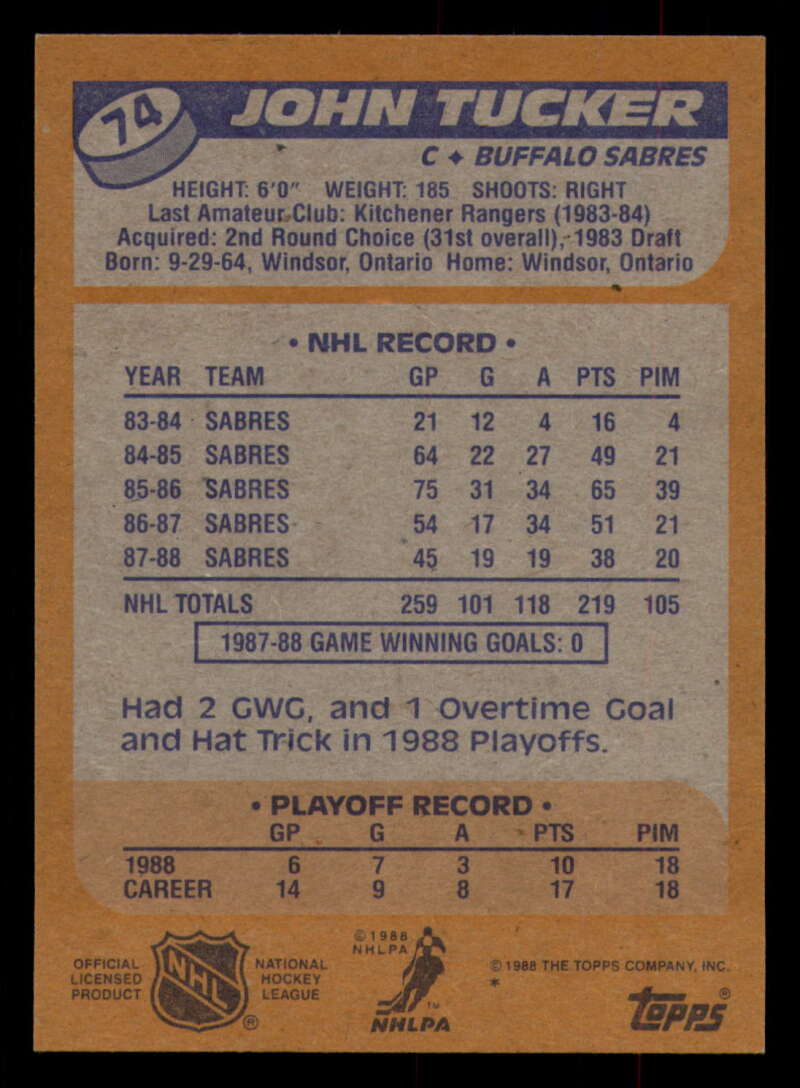 74
JOHN TUCKER
C ✦ BUFFALO SABRES
HEIGHT: 6'0" WEIGHT: 185 SHOOTS: RIGHT
Last Amateur Club: Kitchener Rangers (1983-84)
Acquired: 2nd Round Choice (31st overall), 1983 Draft
Born: 9-29-64, Windsor, Ontario Home: Windsor, Ontario
• NHL RECORD •
YEAR TEAM GP G A PTS PIM
83-84 SABRES 21 12 4 16 4
84-85 SABRES 64 22 27 49 21
85-86 SABRES 75 31 34 65 39
86-87 SABRES 54 17 34 51 21
87-88 SABRES 45 19 19 38 20
NHL TOTALS 259 101 118 219 105
1987-88 GAME WINNING GOALS: 0
Had 2 GWG, and 1 Overtime Goal
and Hat Trick in 1988 Playoffs.
• PLAYOFF RECORD •
GP G A PTS PIM
1988 6 7 3 10 18
CAREER 14 9 8 17 18
OFFICIAL
LICENSED
PRODUCT
NHL
®
NATIONAL
HOCKEY
LEAGUE
©1988
NHLPA
™
NHLPA
©1988 THE TOPPS COMPANY, INC.
*
Topps®